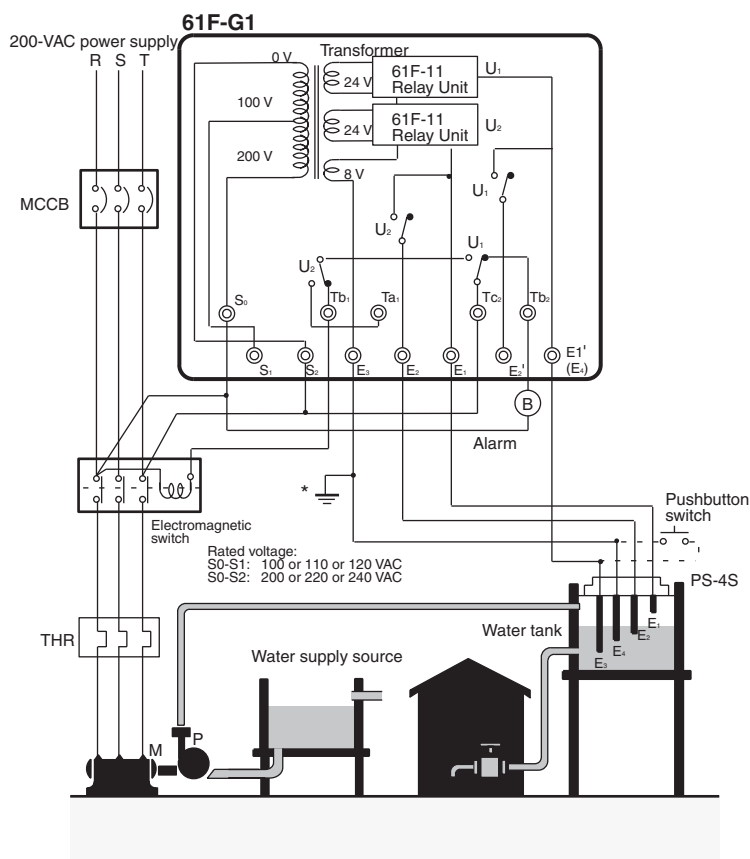 61F-G1
200-VAC power supply
R S T
0 V
Transformer
24 V
61F-11
Relay Unit
U₁
100 V
24 V
61F-11
Relay Unit
U₂
200 V
8 V
MCCB
U₁
U₂
U₂
U₁
S₀
Tb₁
Ta₁
Tc₂
Tb₂
S₁
S₂
E₃
E₂
E₁
E₂'
E1'
(E₄)
B
Alarm
*
Pushbutton
switch
Electromagnetic
switch
Rated voltage:
S0-S1: 100 or 110 or 120 VAC
S0-S2: 200 or 220 or 240 VAC
PS-4S
THR
Water tank
E₁
E₂
E₄
E₃
Water supply source
M
P